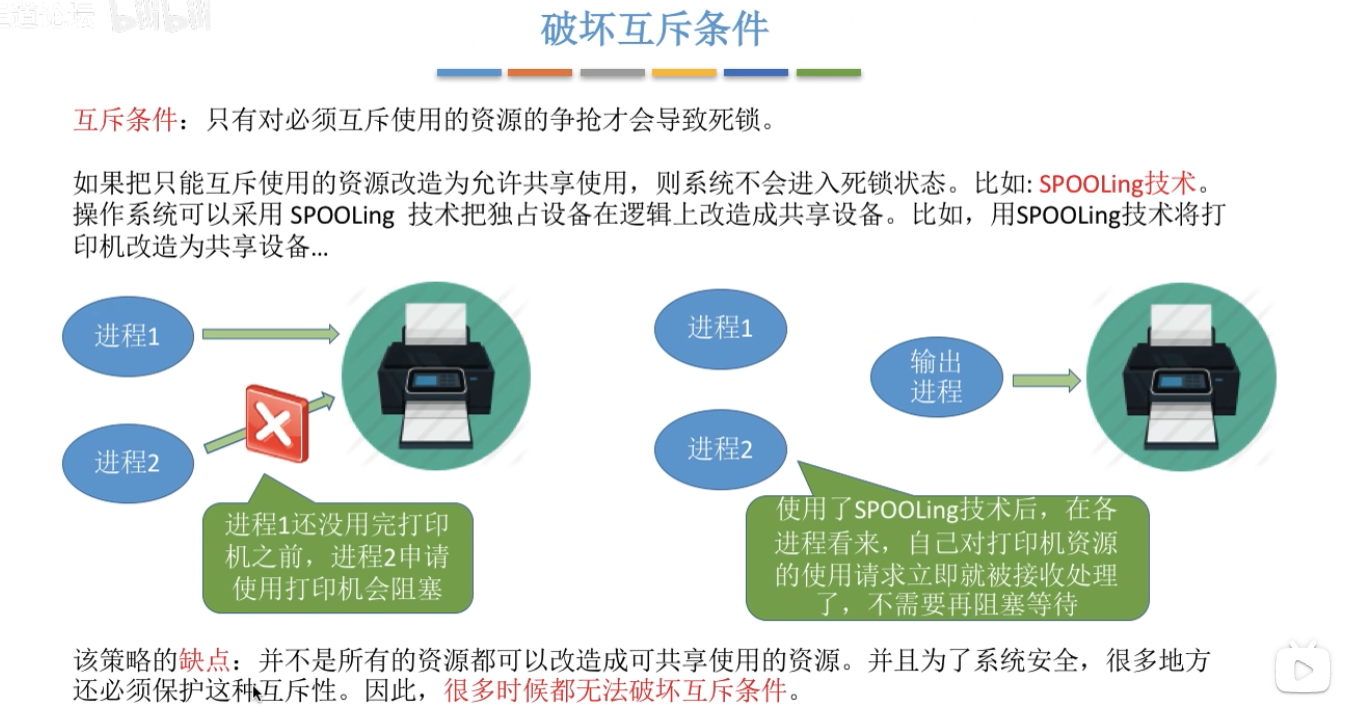 破坏互斥条件
互斥条件：只有对必须互斥使用的资源的争抢才会导致死锁。
如果把只能互斥使用的资源改造为允许共享使用，则系统不会进入死锁状态。比如: SPOOLing技术。
操作系统可以采用 SPOOLing 技术把独占设备在逻辑上改造成共享设备。比如，用SPOOLing技术将打
印机改造为共享设备...
进程1
进程2
进程1还没用完打印
机之前，进程2申请
使用打印机会阻塞
进程1
进程2
输出
进程
使用了SPOOLing技术后，在各
进程看来，自己对打印机资源
的使用请求立即就被接收处理
了，不需要再阻塞等待
该策略的缺点：并不是所有的资源都可以改造成可共享使用的资源。并且为了系统安全，很多地方
还必须保护这种互斥性。因此，很多时候都无法破坏互斥条件。